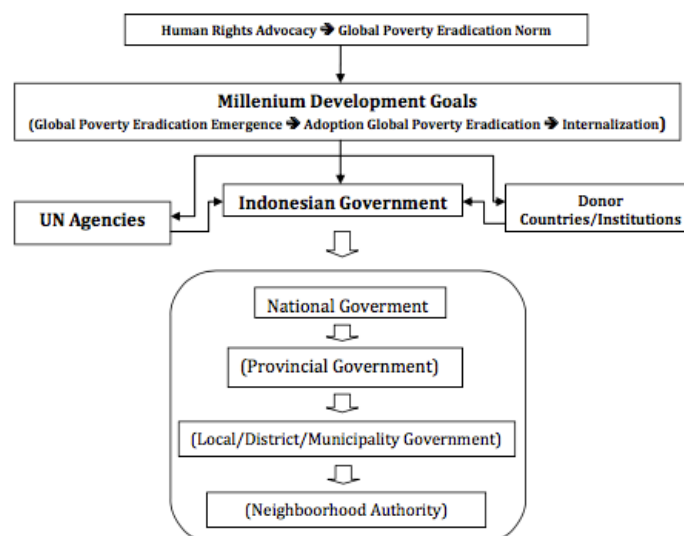 Human Rights Advocacy ➔ Global Poverty Eradication Norm
Millenium Development Goals
(Global Poverty Eradication Emergence ➔ Adoption Global Poverty Eradication ➔ Internalization)
UN Agencies
Indonesian Government
Donor
Countries/Institutions
National Goverment
(Provincial Government)
(Local/District/Municipality Government)
(Neighboorhood Authority)